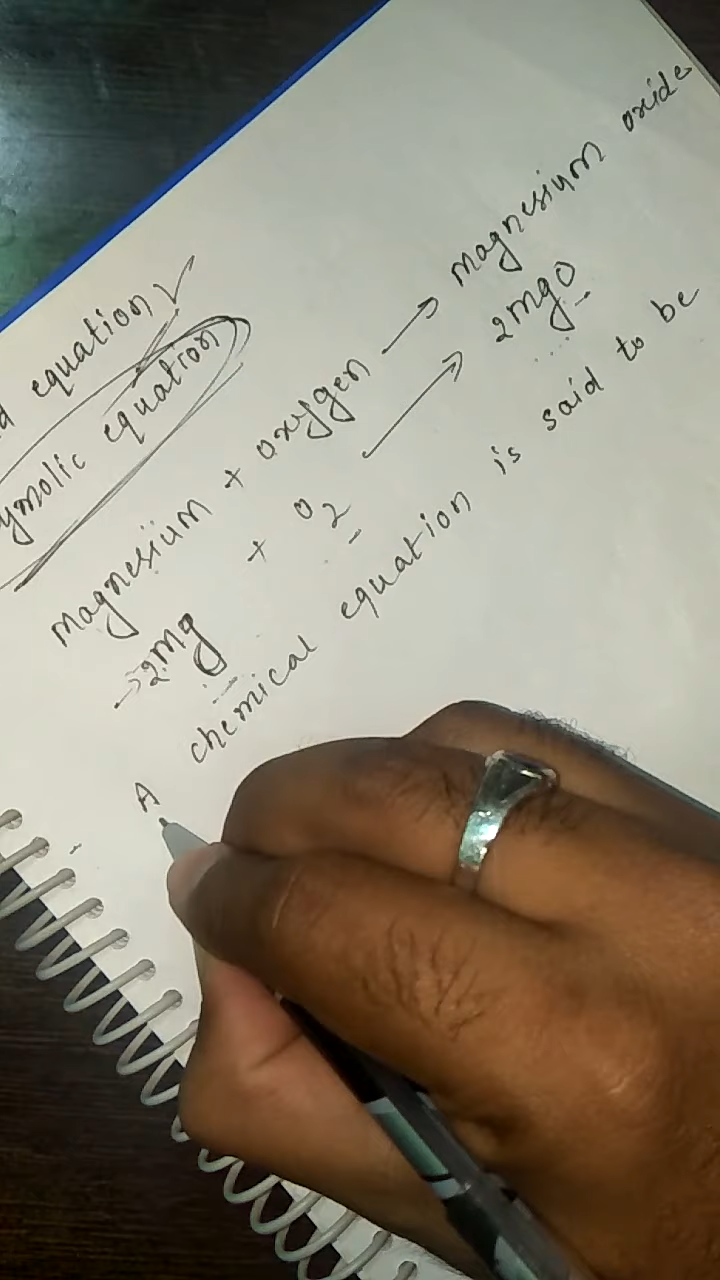 equation
ymolic equation
magnesium + oxygen → magnesium oxide
→ 2mg + O2 → 2mgO
A chemical equation is said to be